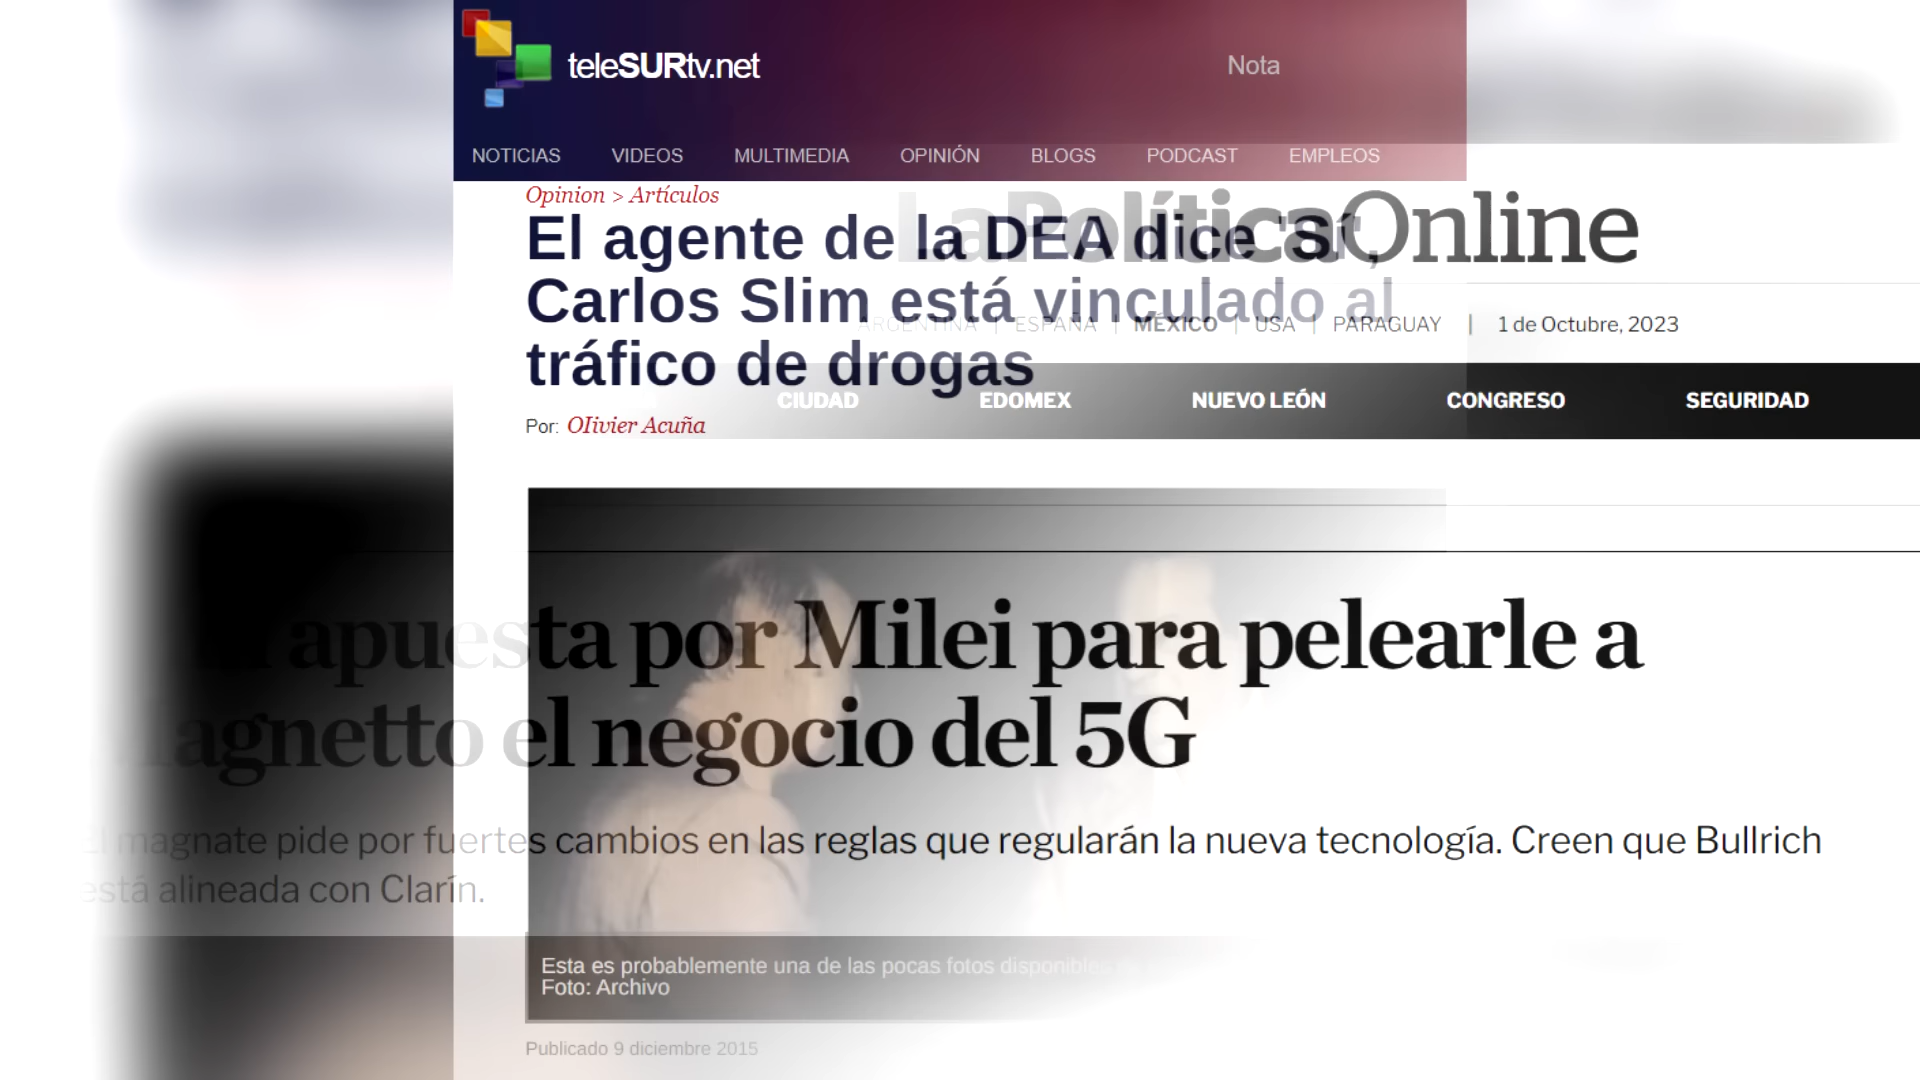 teleSURtv.net
Nota
NOTICIAS VIDEOS MULTIMEDIA OPINIÓN BLOGS PODCAST EMPLEOS
Opinion > Artículos
El agente de la DEA dice 'Sí',
Carlos Slim está vinculado al
tráfico de drogas
Por: Olivier Acuña
LaPolíticaOnline
ARGENTINA | ESPAÑA | MÉXICO | USA | PARAGUAY | 1 de Octubre, 2023
CIUDAD EDOMEX NUEVO LEÓN CONGRESO SEGURIDAD
apuesta por Milei para pelearle a
Magnetto el negocio del 5G
El magnate pide por fuertes cambios en las reglas que regularán la nueva tecnología. Creen que Bullrich
está alineada con Clarín.
Esta es probablemente una de las pocas fotos disponibles
Foto: Archivo
Publicado 9 diciembre 2015